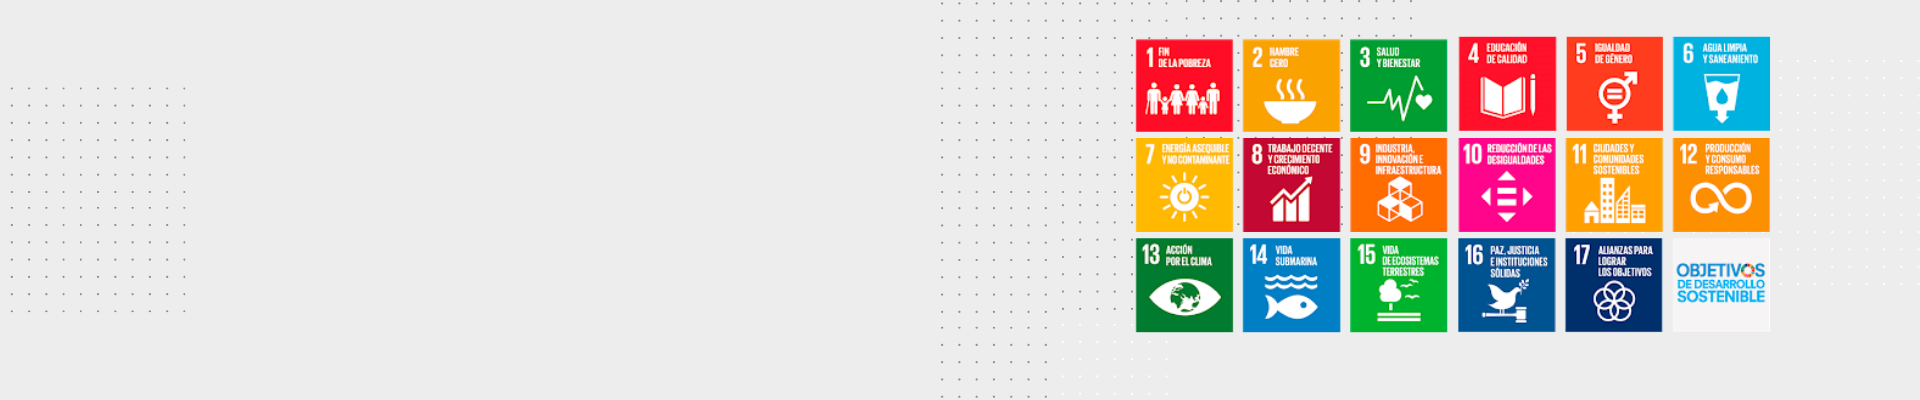 1 FIN
DE LA POBREZA
2 HAMBRE
CERO
3 SALUD
Y BIENESTAR
4 EDUCACIÓN
DE CALIDAD
5 IGUALDAD
DE GÉNERO
6 AGUA LIMPIA
Y SANEAMIENTO
7 ENERGÍA ASEQUIBLE
Y NO CONTAMINANTE
8 TRABAJO DECENTE
Y CRECIMIENTO
ECONÓMICO
9 INDUSTRIA,
INNOVACIÓN E
INFRAESTRUCTURA
10 REDUCCIÓN DE LAS
DESIGUALDADES
11 CIUDADES Y
COMUNIDADES
SOSTENIBLES
12 PRODUCCIÓN
Y CONSUMO
RESPONSABLES
13 ACCIÓN
POR EL CLIMA
14 VIDA
SUBMARINA
15 VIDA
DE ECOSISTEMAS
TERRESTRES
16 PAZ, JUSTICIA
E INSTITUCIONES
SÓLIDAS
17 ALIANZAS PARA
LOGRAR
LOS OBJETIVOS
OBJETIVOS
DE DESARROLLO
SOSTENIBLE